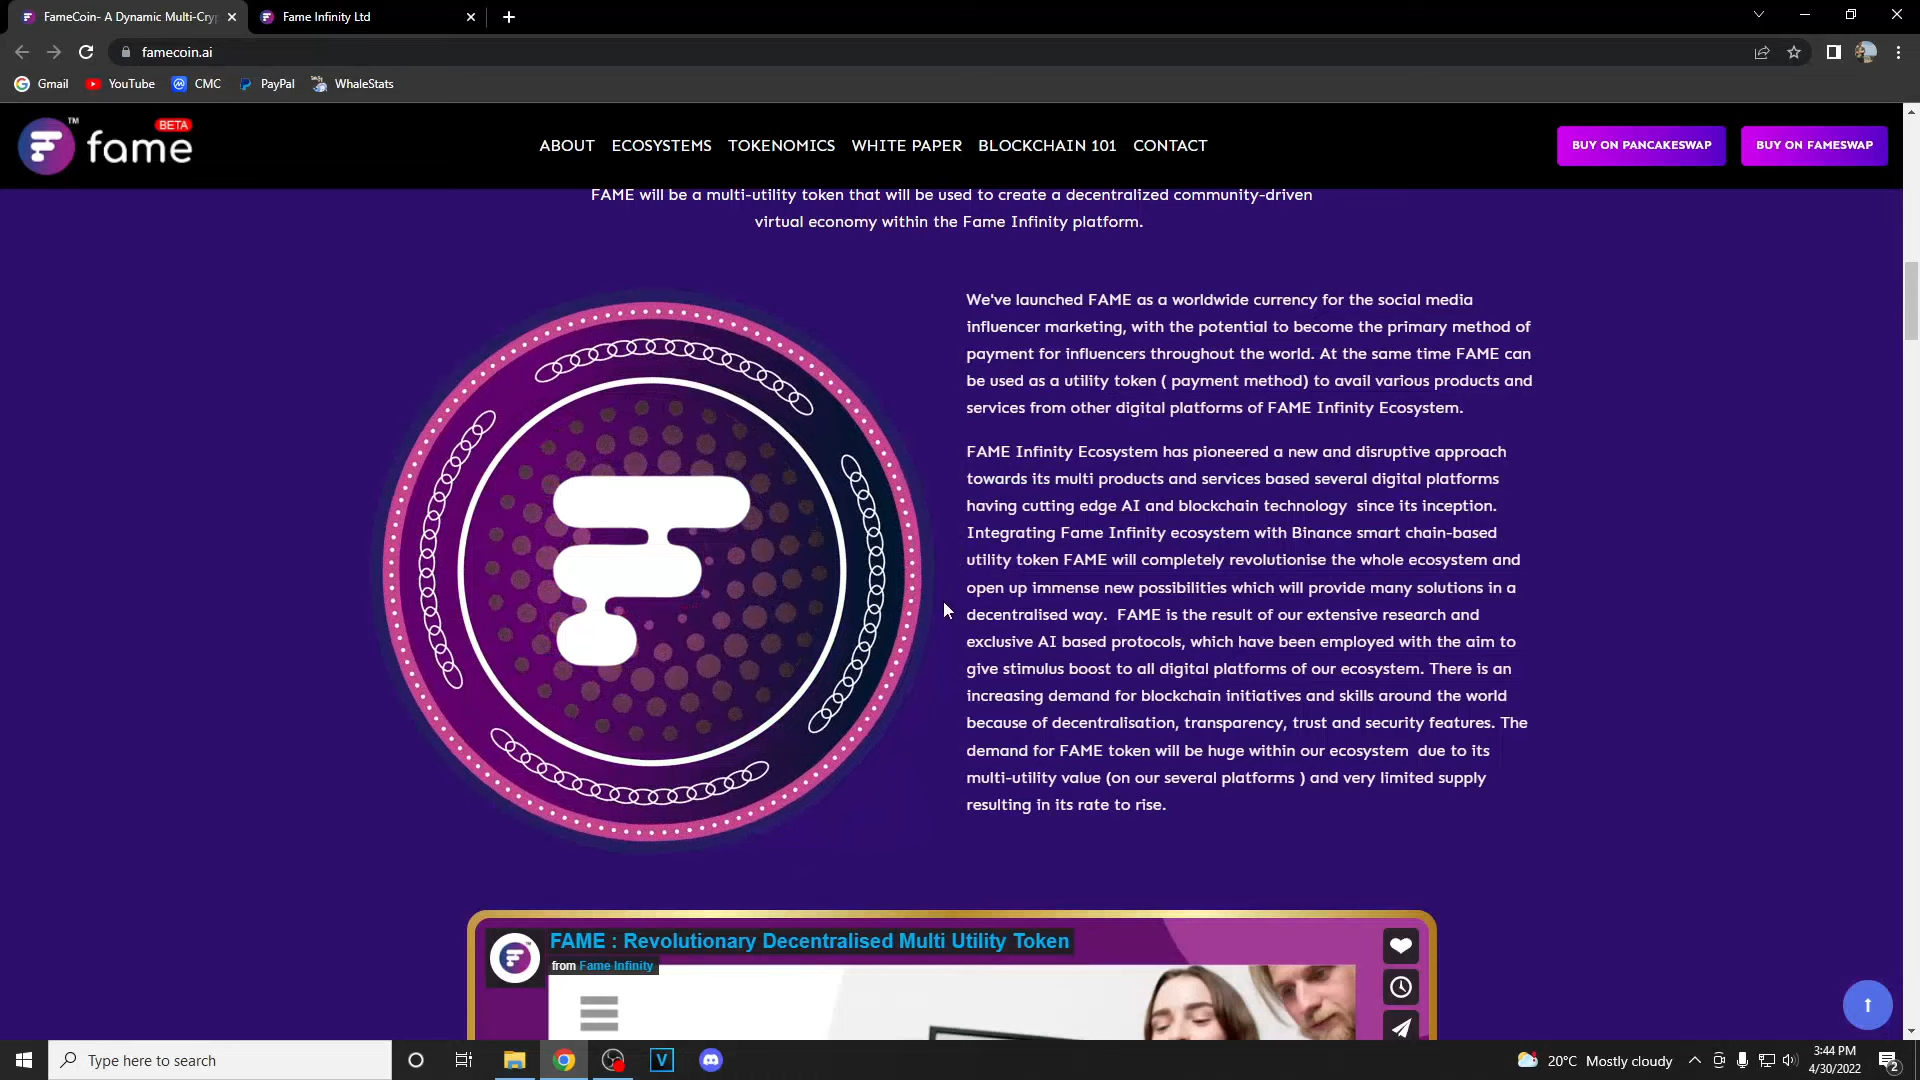 FameCoin- A Dynamic Multi-Cry
Fame Infinity Ltd
famecoin.ai
Gmail
YouTube
CMC
PayPal
WhaleStats
TM
BETA
fame
ABOUT
ECOSYSTEMS
TOKENOMICS
WHITE PAPER
BLOCKCHAIN 101
CONTACT
BUY ON PANCAKESWAP
BUY ON FAMESWAP
FAME will be a multi-utility token that will be used to create a decentralized community-driven
virtual economy within the Fame Infinity platform.
We've launched FAME as a worldwide currency for the social media
influencer marketing, with the potential to become the primary method of
payment for influencers throughout the world. At the same time FAME can
be used as a utility token ( payment method) to avail various products and
services from other digital platforms of FAME Infinity Ecosystem.
FAME Infinity Ecosystem has pioneered a new and disruptive approach
towards its multi products and services based several digital platforms
having cutting edge AI and blockchain technology  since its inception.
Integrating Fame Infinity ecosystem with Binance smart chain-based
utility token FAME will completely revolutionise the whole ecosystem and
open up immense new possibilities which will provide many solutions in a
decentralised way.  FAME is the result of our extensive research and
exclusive AI based protocols, which have been employed with the aim to
give stimulus boost to all digital platforms of our ecosystem. There is an
increasing demand for blockchain initiatives and skills around the world
because of decentralisation, transparency, trust and security features. The
demand for FAME token will be huge within our ecosystem  due to its
multi-utility value (on our several platforms ) and very limited supply
resulting in its rate to rise.
FAME : Revolutionary Decentralised Multi Utility Token
from Fame Infinity
Type here to search
20°C Mostly cloudy
3:44 PM
4/30/2022
2